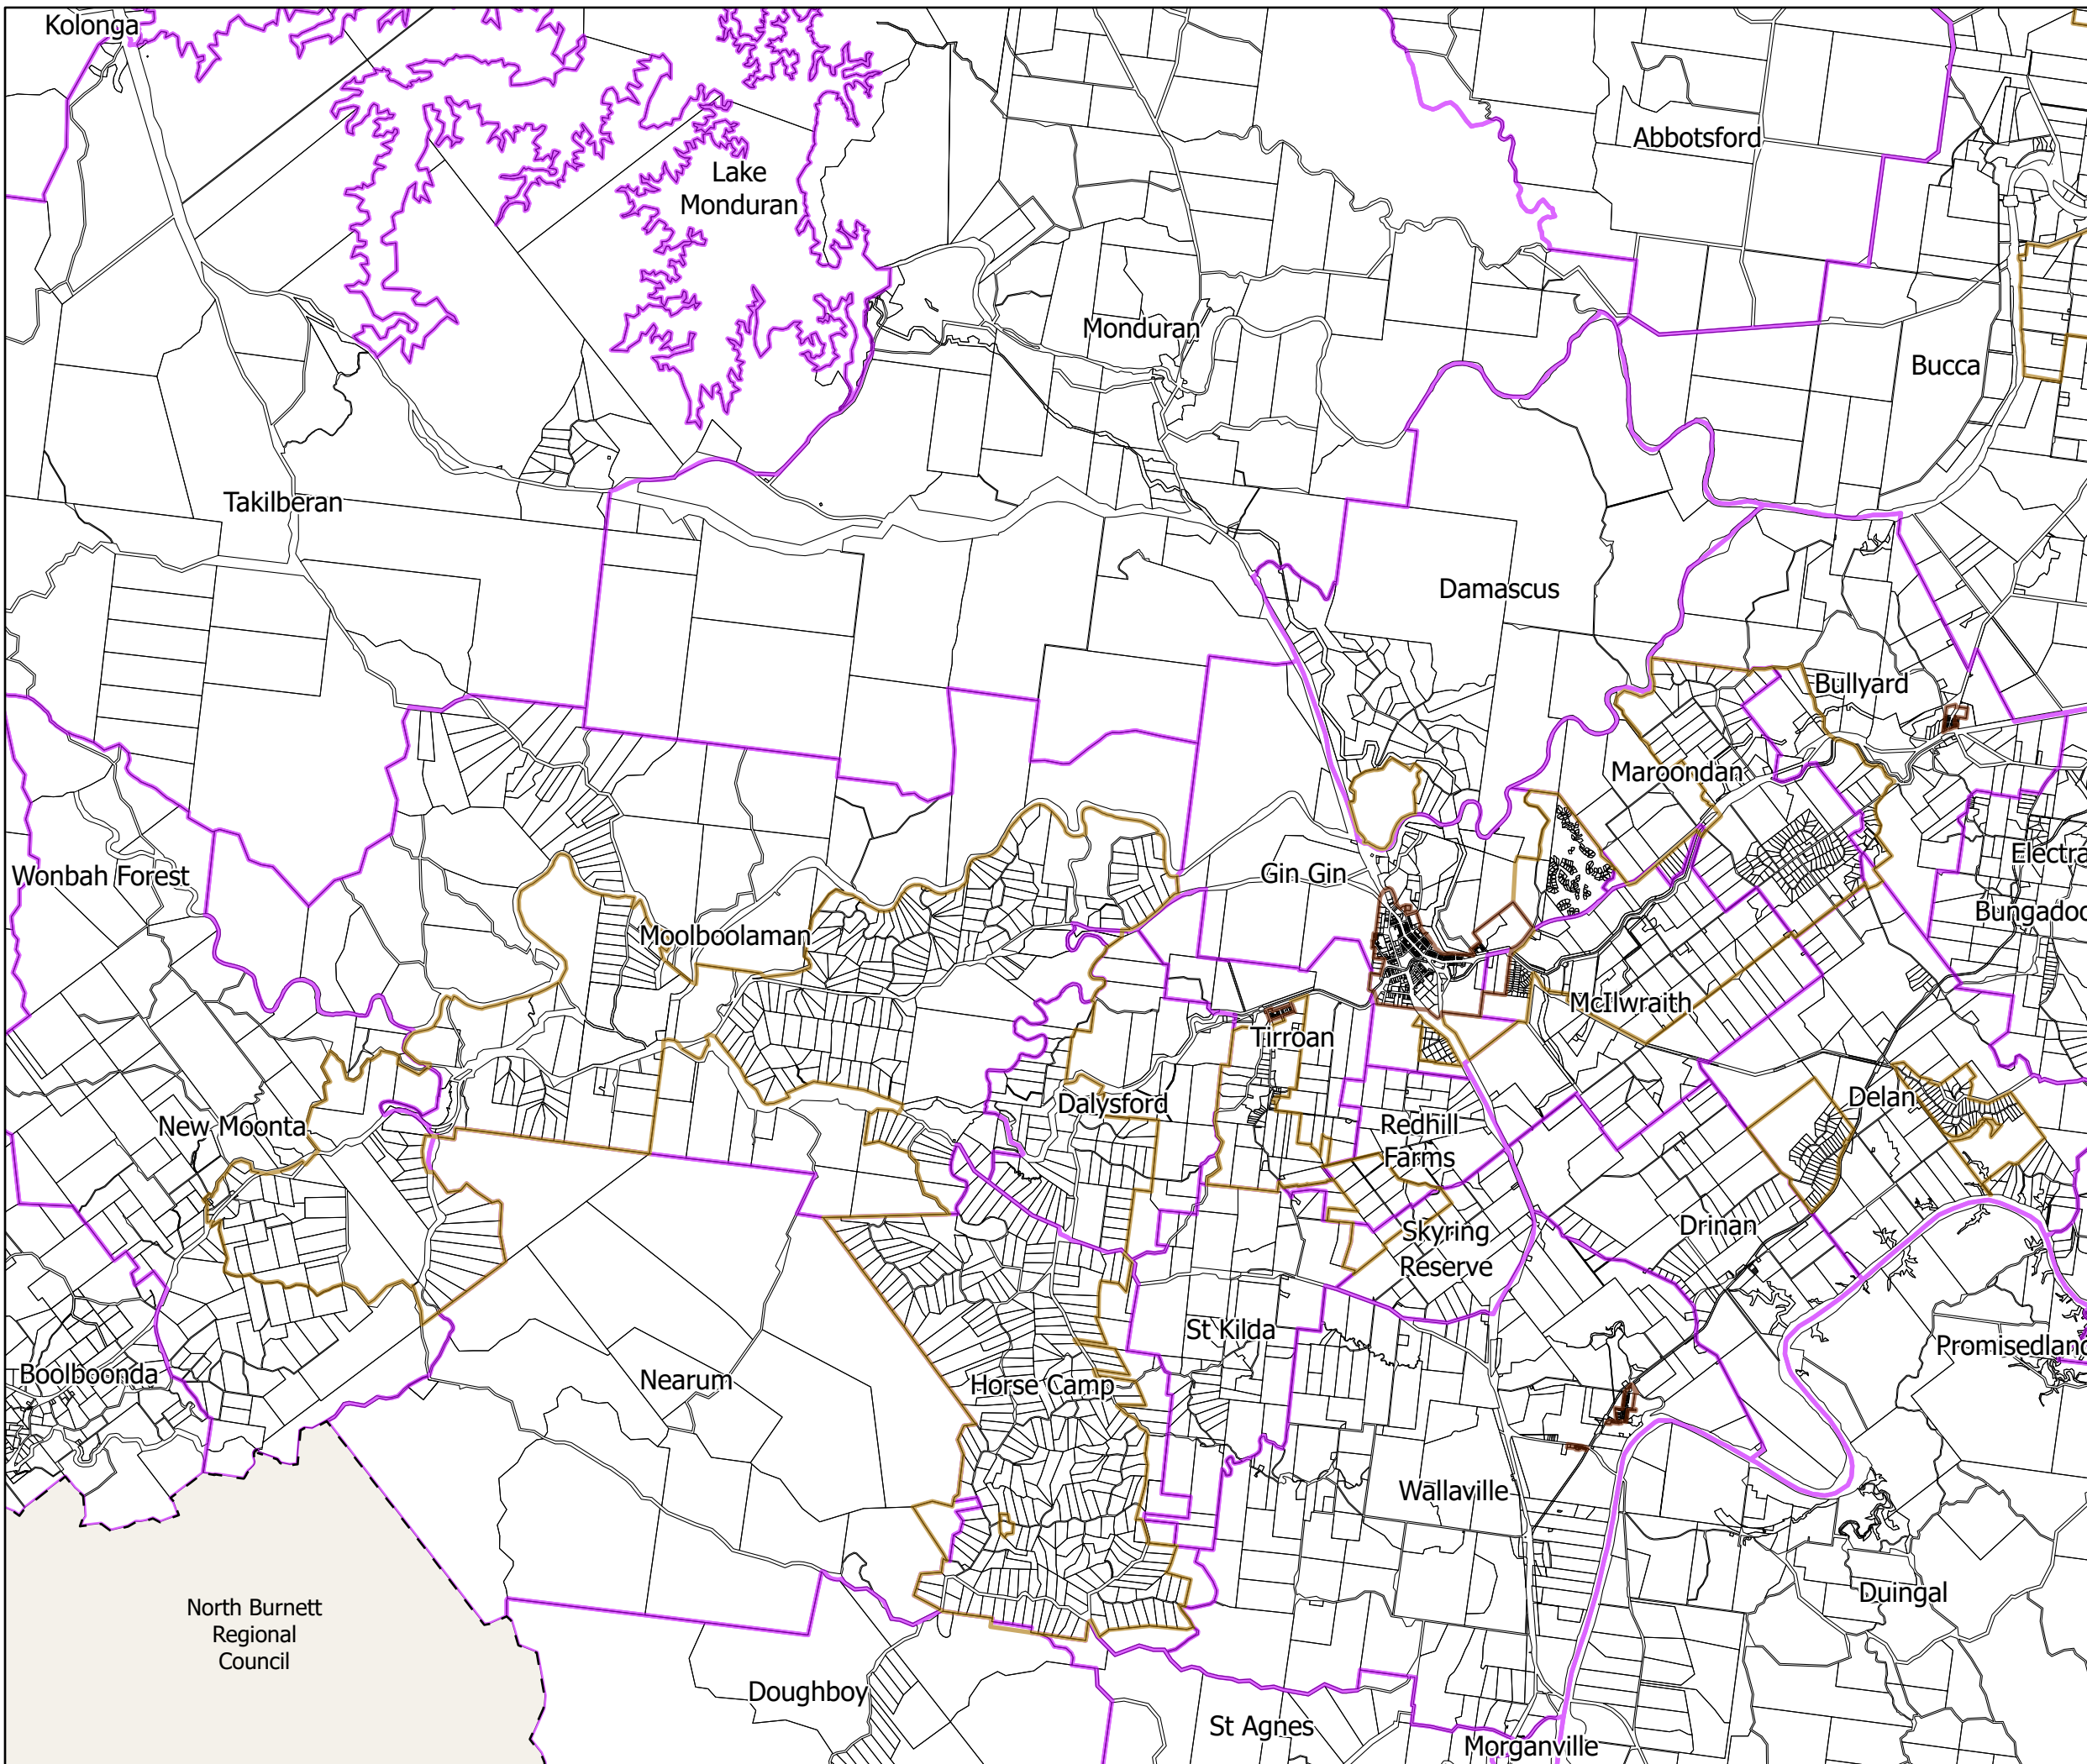 Kolonga
Abbotsford
Lake
Monduran
Monduran
Bucca
Takilberan
Damascus
Bullyard
Maroondan
Wonbah Forest
Gin Gin
Electra
Bungadoo
Moolboolaman
McIlwraith
Tirroan
Delan
Dalysford
New Moonta
Redhill
Farms
Drinan
Skyring
Reserve
St Kilda
Promisedland
Boolboonda
Nearum
Horse Camp
Wallaville
Duingal
North Burnett
Regional
Council
Doughboy
St Agnes
Morganville